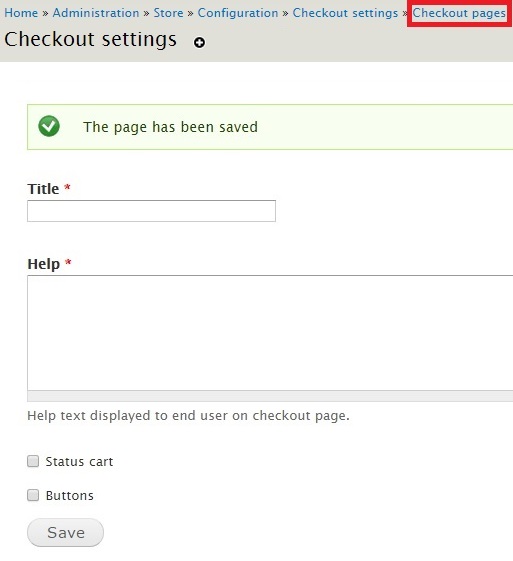 Home » Administration » Store » Configuration » Checkout settings » Checkout pages
Checkout settings
The page has been saved
Title *
Help *
Help text displayed to end user on checkout page.
Status cart
Buttons
Save